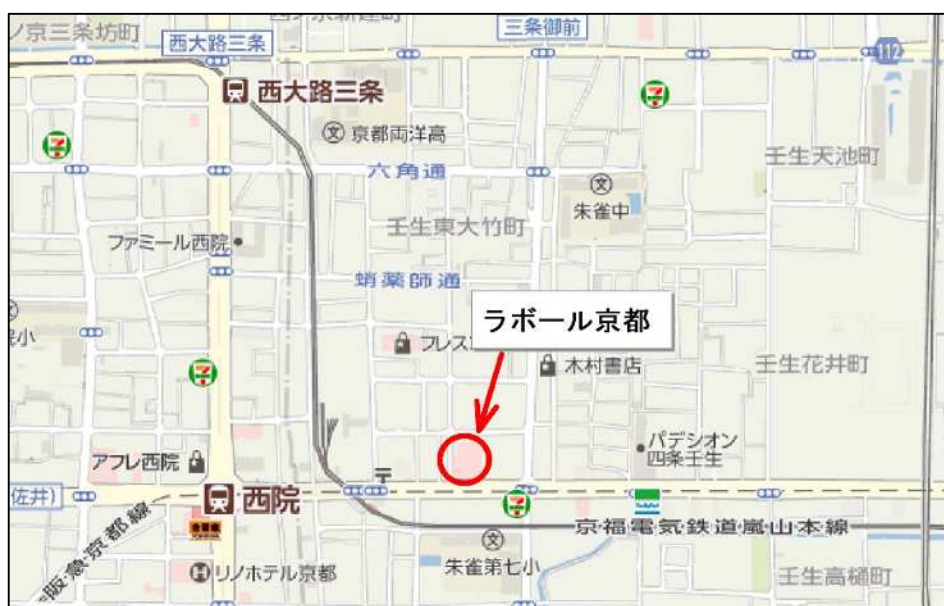 ノ京三条坊町
西大路三条
三条御前
112
西大路三条
京都両洋高
六角通
壬生天池町
朱雀中
壬生東大竹町
ファミール西院
蛸薬師通
ラボール京都
フレス
木村書店
壬生花井町
パデシオン
四条壬生
アフレ西院
佐井)
西院
京福電気鉄道嵐山本線
阪急京都線
リノホテル京都
朱雀第七小
壬生高樋町